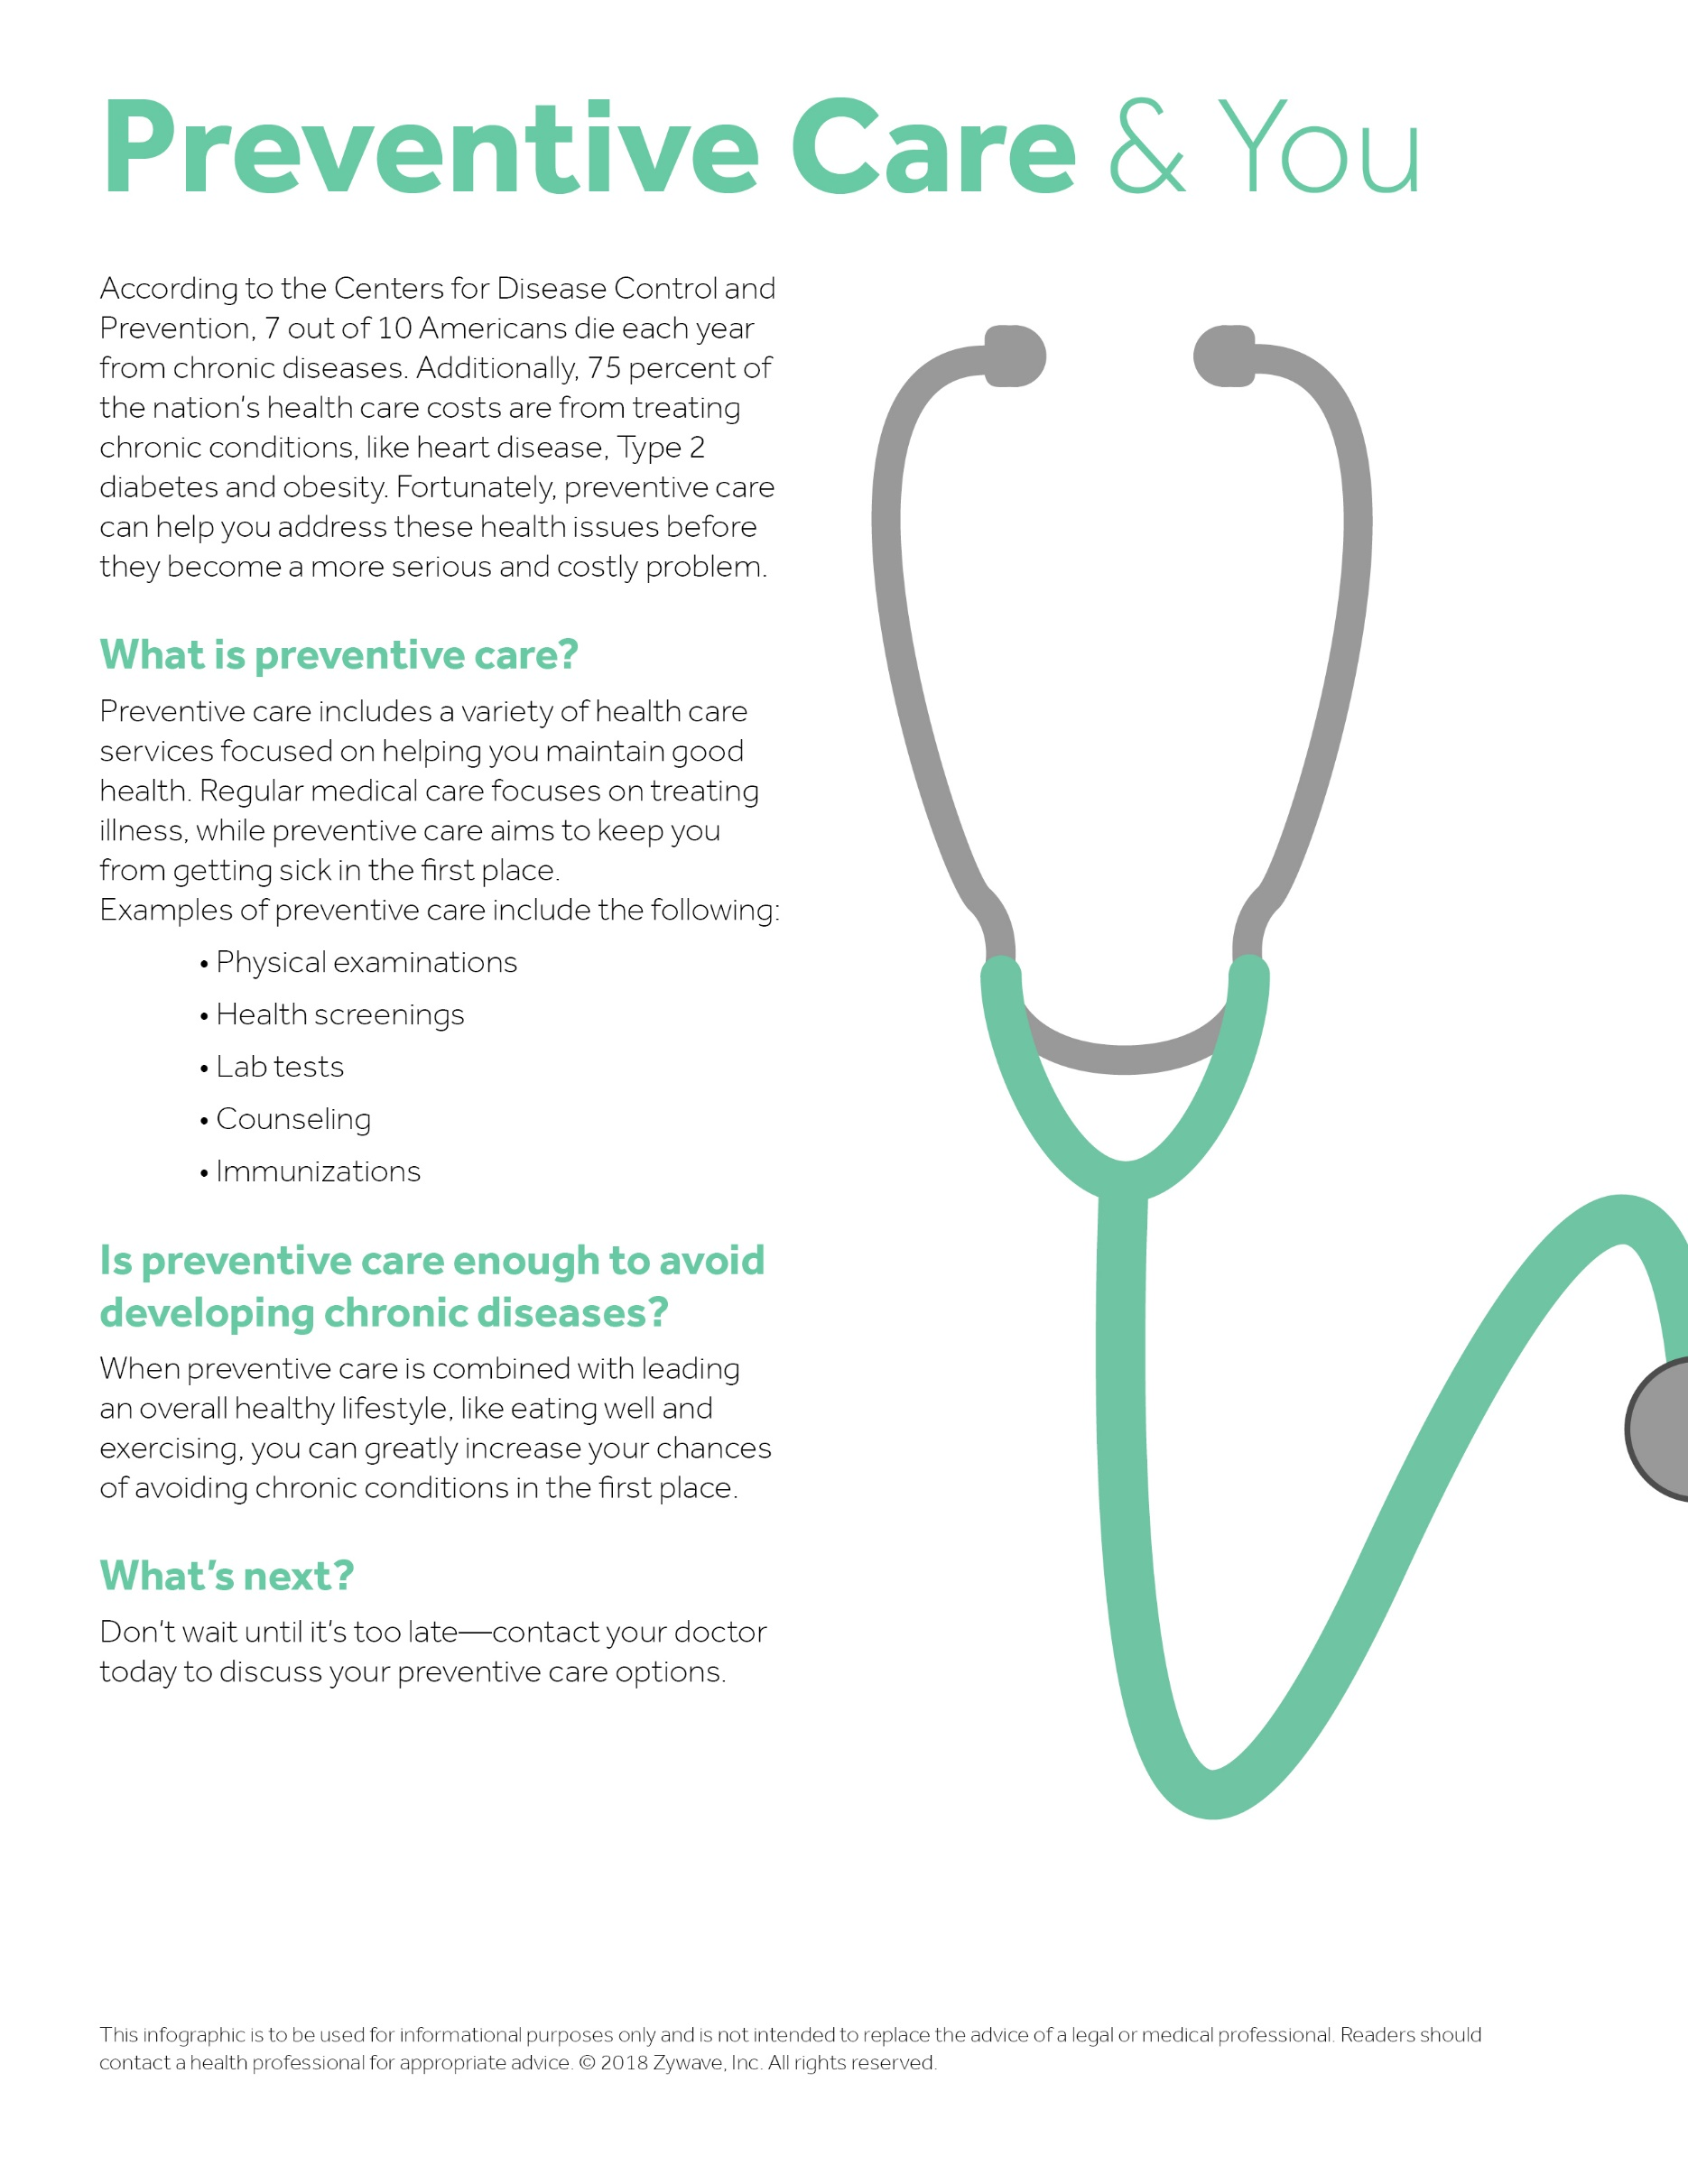 Preventive Care & You
According to the Centers for Disease Control and
Prevention, 7 out of 10 Americans die each year
from chronic diseases. Additionally, 75 percent of
the nation's health care costs are from treating
chronic conditions, like heart disease, Type 2
diabetes and obesity. Fortunately, preventive care
can help you address these health issues before
they become a more serious and costly problem.
What is preventive care?
Preventive care includes a variety of health care
services focused on helping you maintain good
health. Regular medical care focuses on treating
illness, while preventive care aims to keep you
from getting sick in the first place.
Examples of preventive care include the following:
• Physical examinations
• Health screenings
• Lab tests
• Counseling
• Immunizations
Is preventive care enough to avoid
developing chronic diseases?
When preventive care is combined with leading
an overall healthy lifestyle, like eating well and
exercising, you can greatly increase your chances
of avoiding chronic conditions in the first place.
What's next?
Don't wait until it's too late—contact your doctor
today to discuss your preventive care options.
This infographic is to be used for informational purposes only and is not intended to replace the advice of a legal or medical professional. Readers should
contact a health professional for appropriate advice. © 2018 Zywave, Inc. All rights reserved.